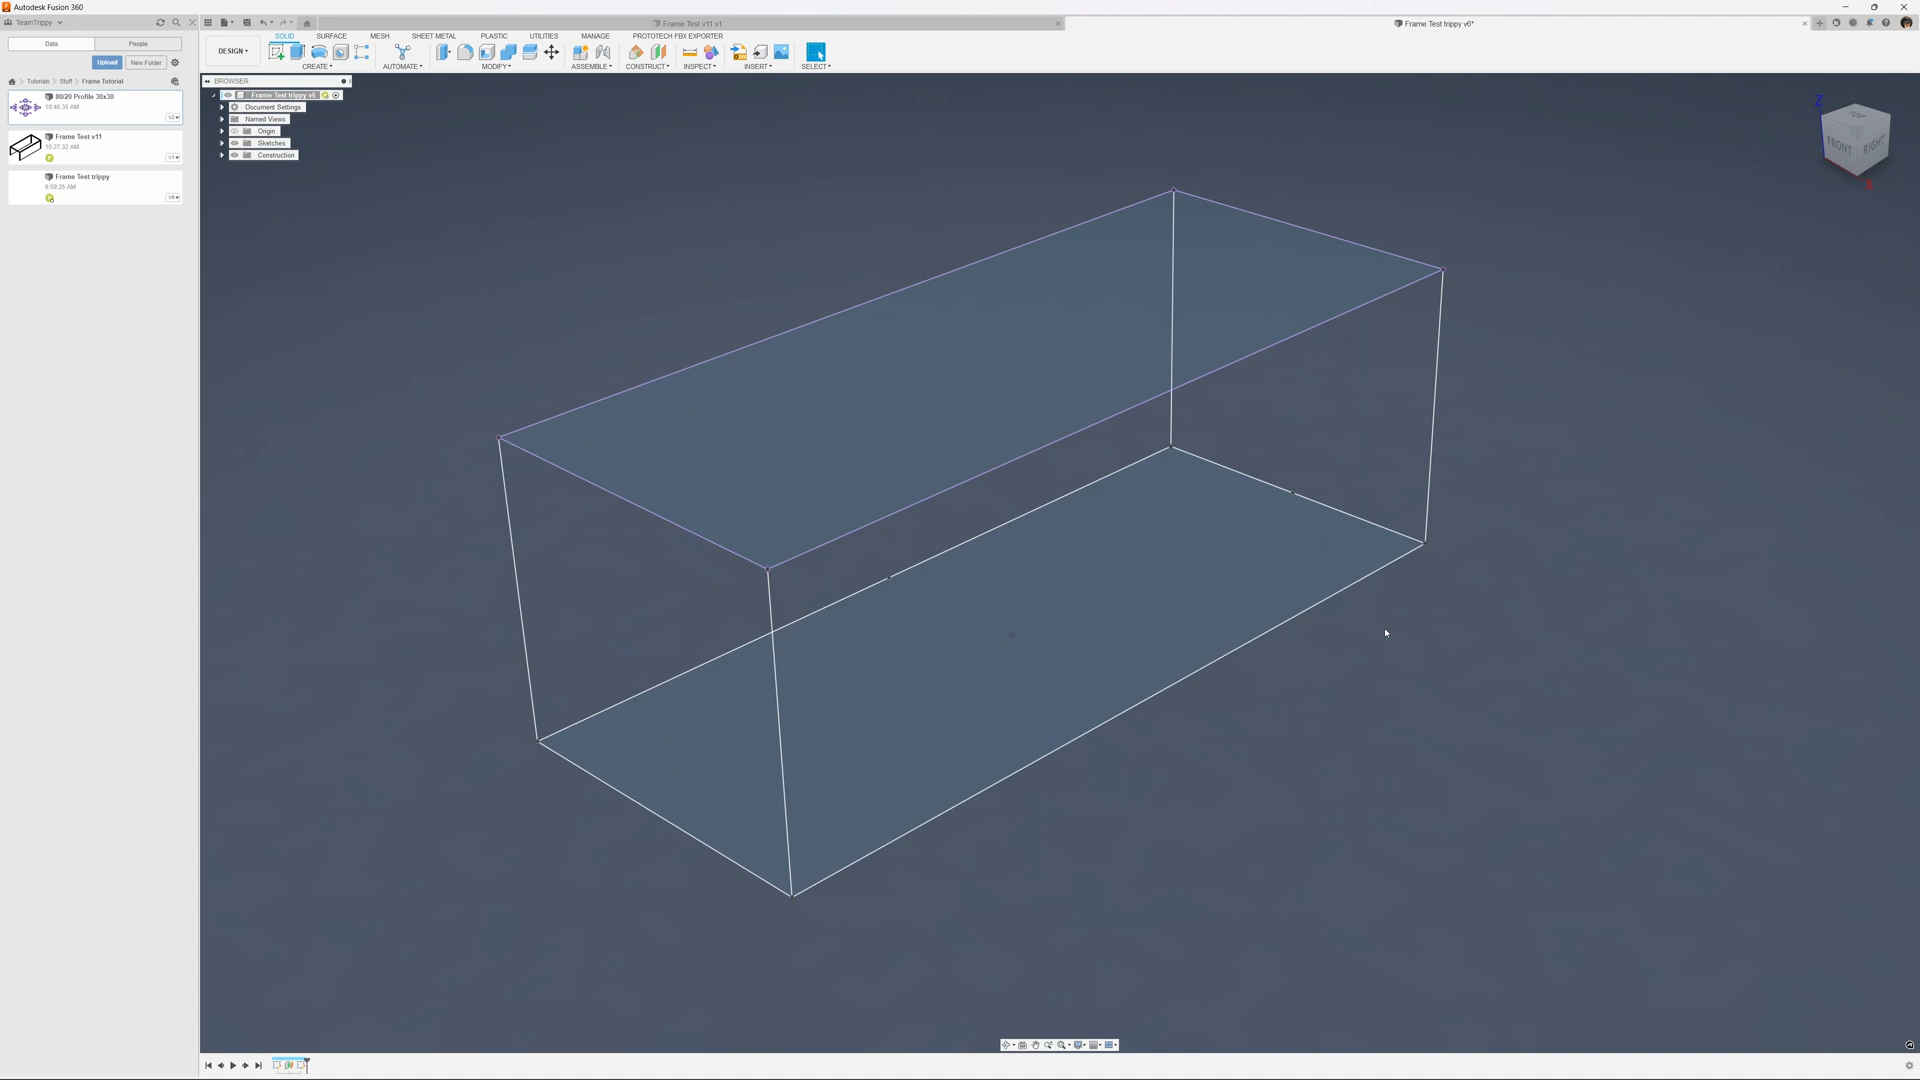 Autodesk Fusion 360
TeamTrippy
Frame Test v11 v1
Frame Test trippy v6*
Data
People
Upload
New Folder
Tutorials > Stuff > Frame Tutorial
80/20 Profile 30x30
10:46:35 AM
V2
Frame Test v11
10:27:32 AM
V1
Frame Test trippy
9:59:25 AM
V6
DESIGN
SOLID
SURFACE
MESH
SHEET METAL
PLASTIC
UTILITIES
MANAGE
PROTOTECH FBX EXPORTER
CREATE
AUTOMATE
MODIFY
ASSEMBLE
CONSTRUCT
INSPECT
INSERT
SELECT
BROWSER
Frame Test trippy v6
Document Settings
Named Views
Origin
Sketches
Construction
Z
TOP
FRONT
RIGHT
X